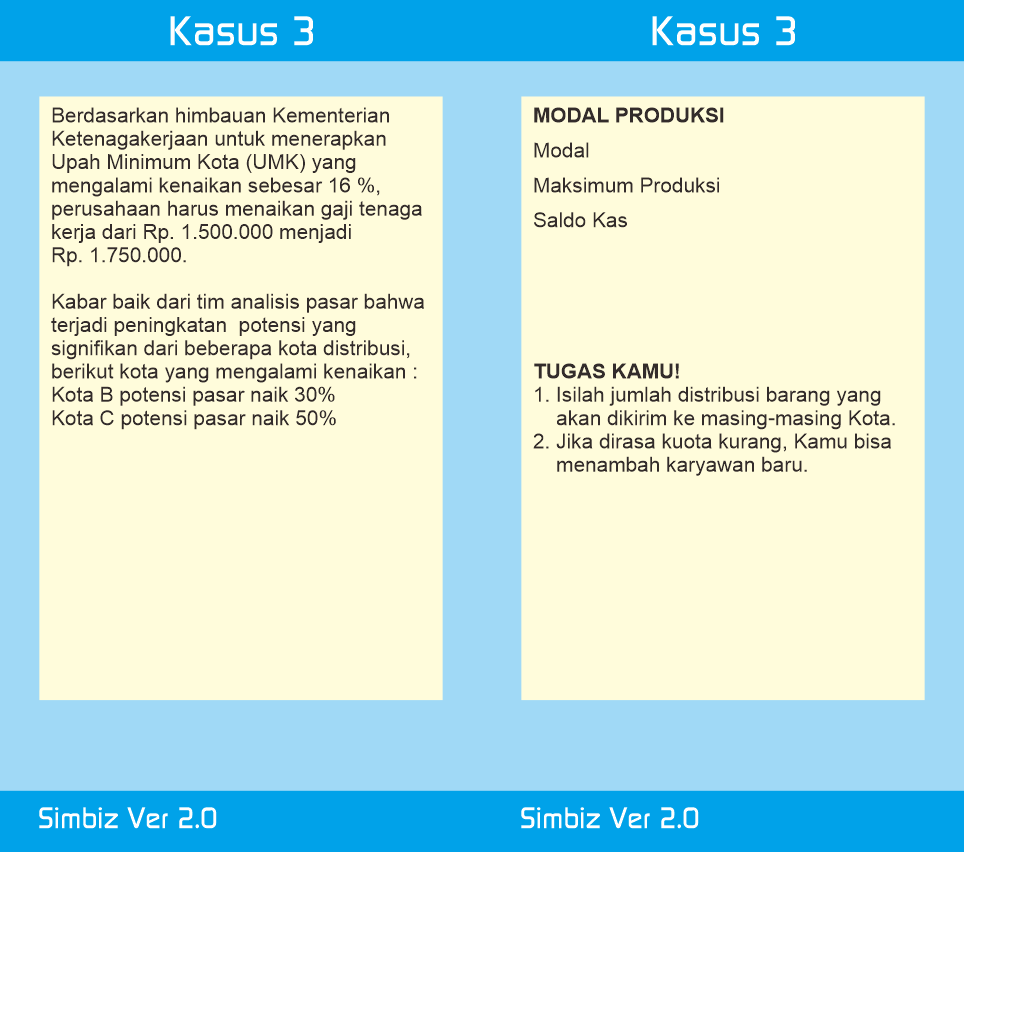 Kasus 3
Berdasarkan himbauan Kementerian
Ketenagakerjaan untuk menerapkan
Upah Minimum Kota (UMK) yang
mengalami kenaikan sebesar 16 %,
perusahaan harus menaikan gaji tenaga
kerja dari Rp. 1.500.000 menjadi
Rp. 1.750.000.
Kabar baik dari tim analisis pasar bahwa
terjadi peningkatan  potensi yang
signifikan dari beberapa kota distribusi,
berikut kota yang mengalami kenaikan :
Kota B potensi pasar naik 30%
Kota C potensi pasar naik 50%
Simbiz Ver 2.0
Kasus 3
MODAL PRODUKSI
Modal
Maksimum Produksi
Saldo Kas
TUGAS KAMU!
1. Isilah jumlah distribusi barang yang
akan dikirim ke masing-masing Kota.
2. Jika dirasa kuota kurang, Kamu bisa
menambah karyawan baru.
Simbiz Ver 2.0